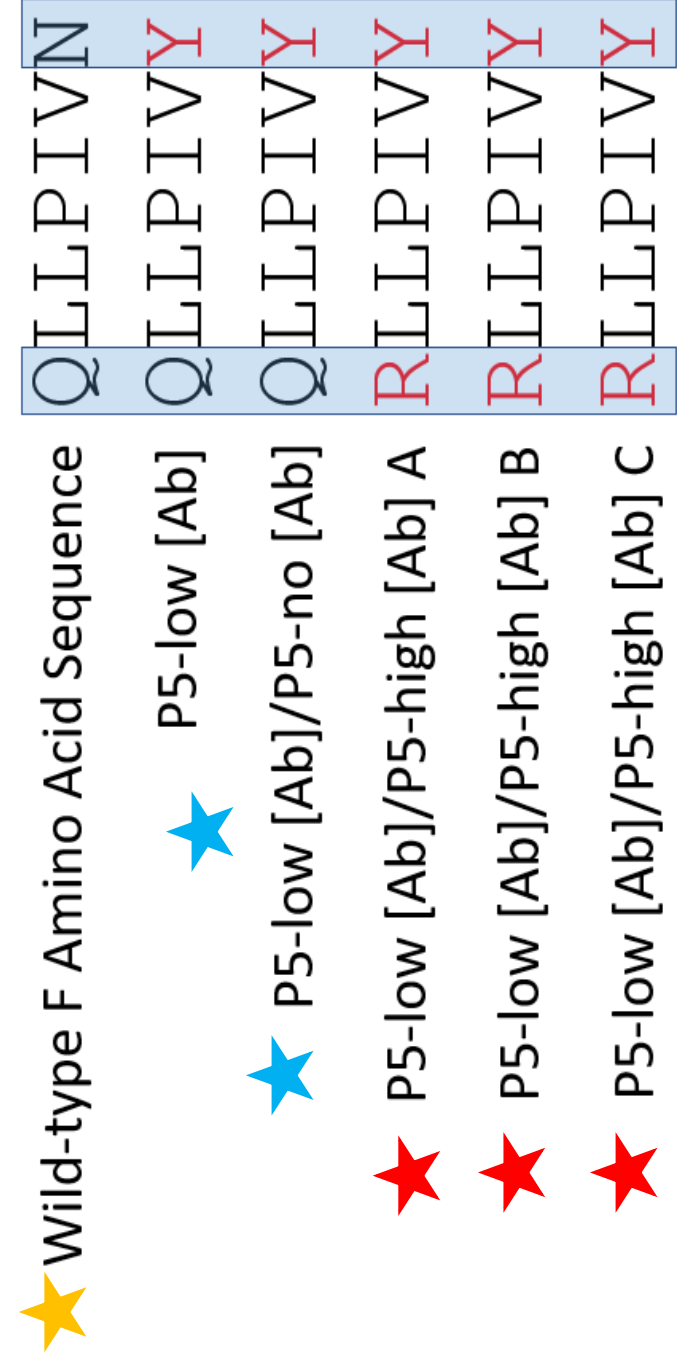 Wild-type F Amino Acid Sequence QLLPIVN
P5-low [Ab] QLLPIVY
P5-low [Ab]/P5-no [Ab] QLLPIVY
P5-low [Ab]/P5-high [Ab] A RLLPIVY
P5-low [Ab]/P5-high [Ab] B RLLPIVY
P5-low [Ab]/P5-high [Ab] C RLLPIVY